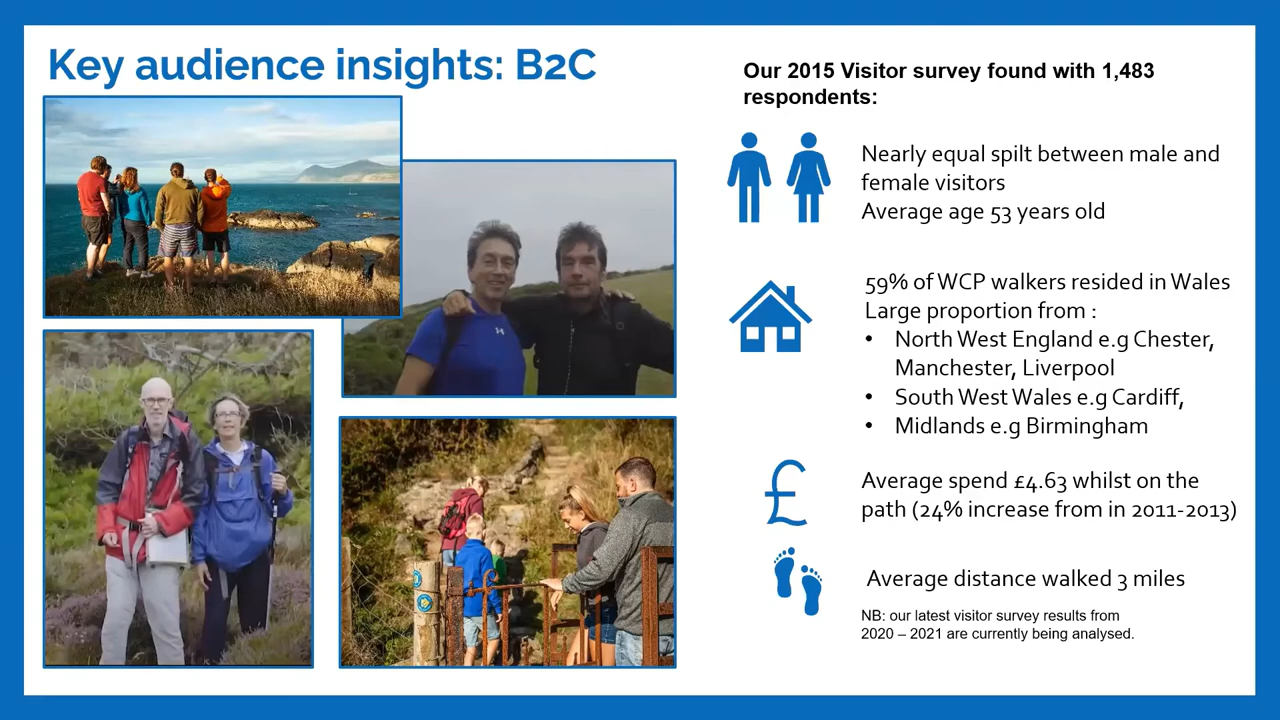 Key audience insights: B2C
Our 2015 Visitor survey found with 1,483
respondents:
Nearly equal spilt between male and
female visitors
Average age 53 years old
59% of WCP walkers resided in Wales
Large proportion from :
• North West England e.g Chester,
Manchester, Liverpool
• South West Wales e.g Cardiff,
• Midlands e.g Birmingham
£
Average spend £4.63 whilst on the
path (24% increase from in 2011-2013)
Average distance walked 3 miles
NB: our latest visitor survey results from
2020 – 2021 are currently being analysed.